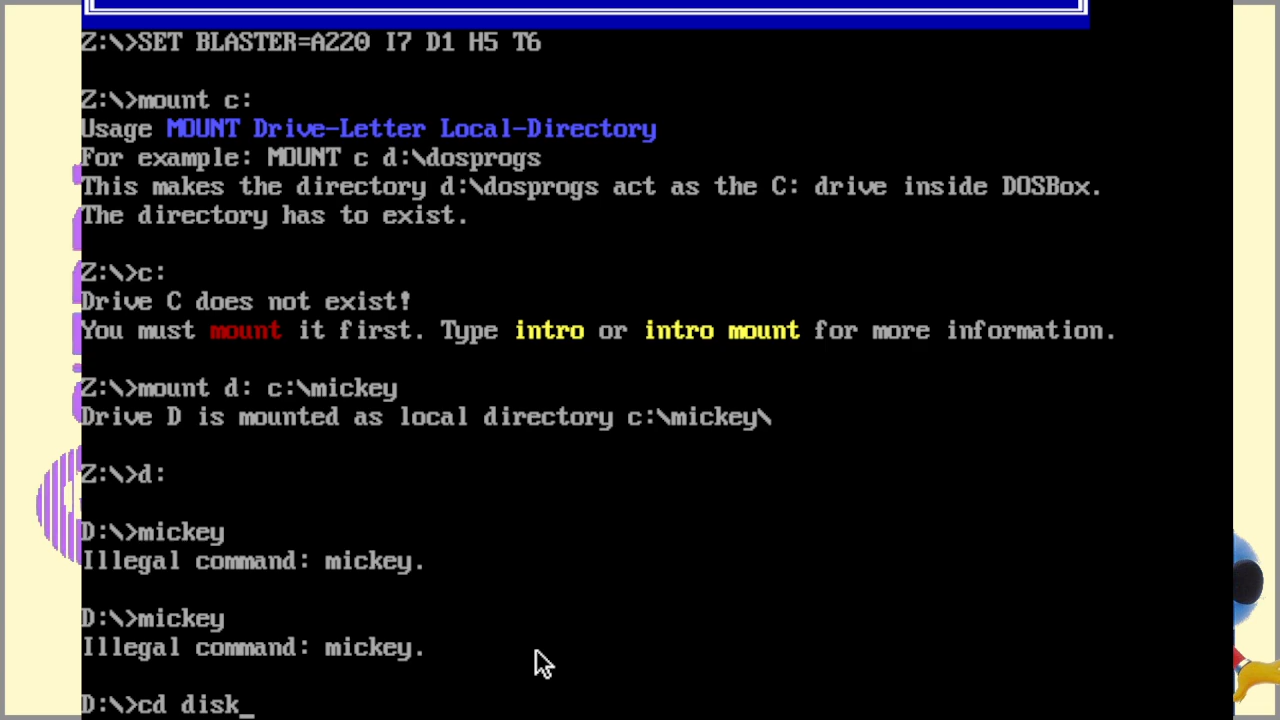 Z:\>SET BLASTER=A220 I7 D1 H5 T6
Z:\>mount c:
Usage MOUNT Drive-Letter Local-Directory
For example: MOUNT c d:\dosprogs
This makes the directory d:\dosprogs act as the C: drive inside DOSBox.
The directory has to exist.
Z:\>c:
Drive C does not exist!
You must mount it first. Type intro or intro mount for more information.
Z:\>mount d: c:\mickey
Drive D is mounted as local directory c:\mickey\
Z:\>d:
D:\>mickey
Illegal command: mickey.
D:\>mickey
Illegal command: mickey.
D:\>cd disk_